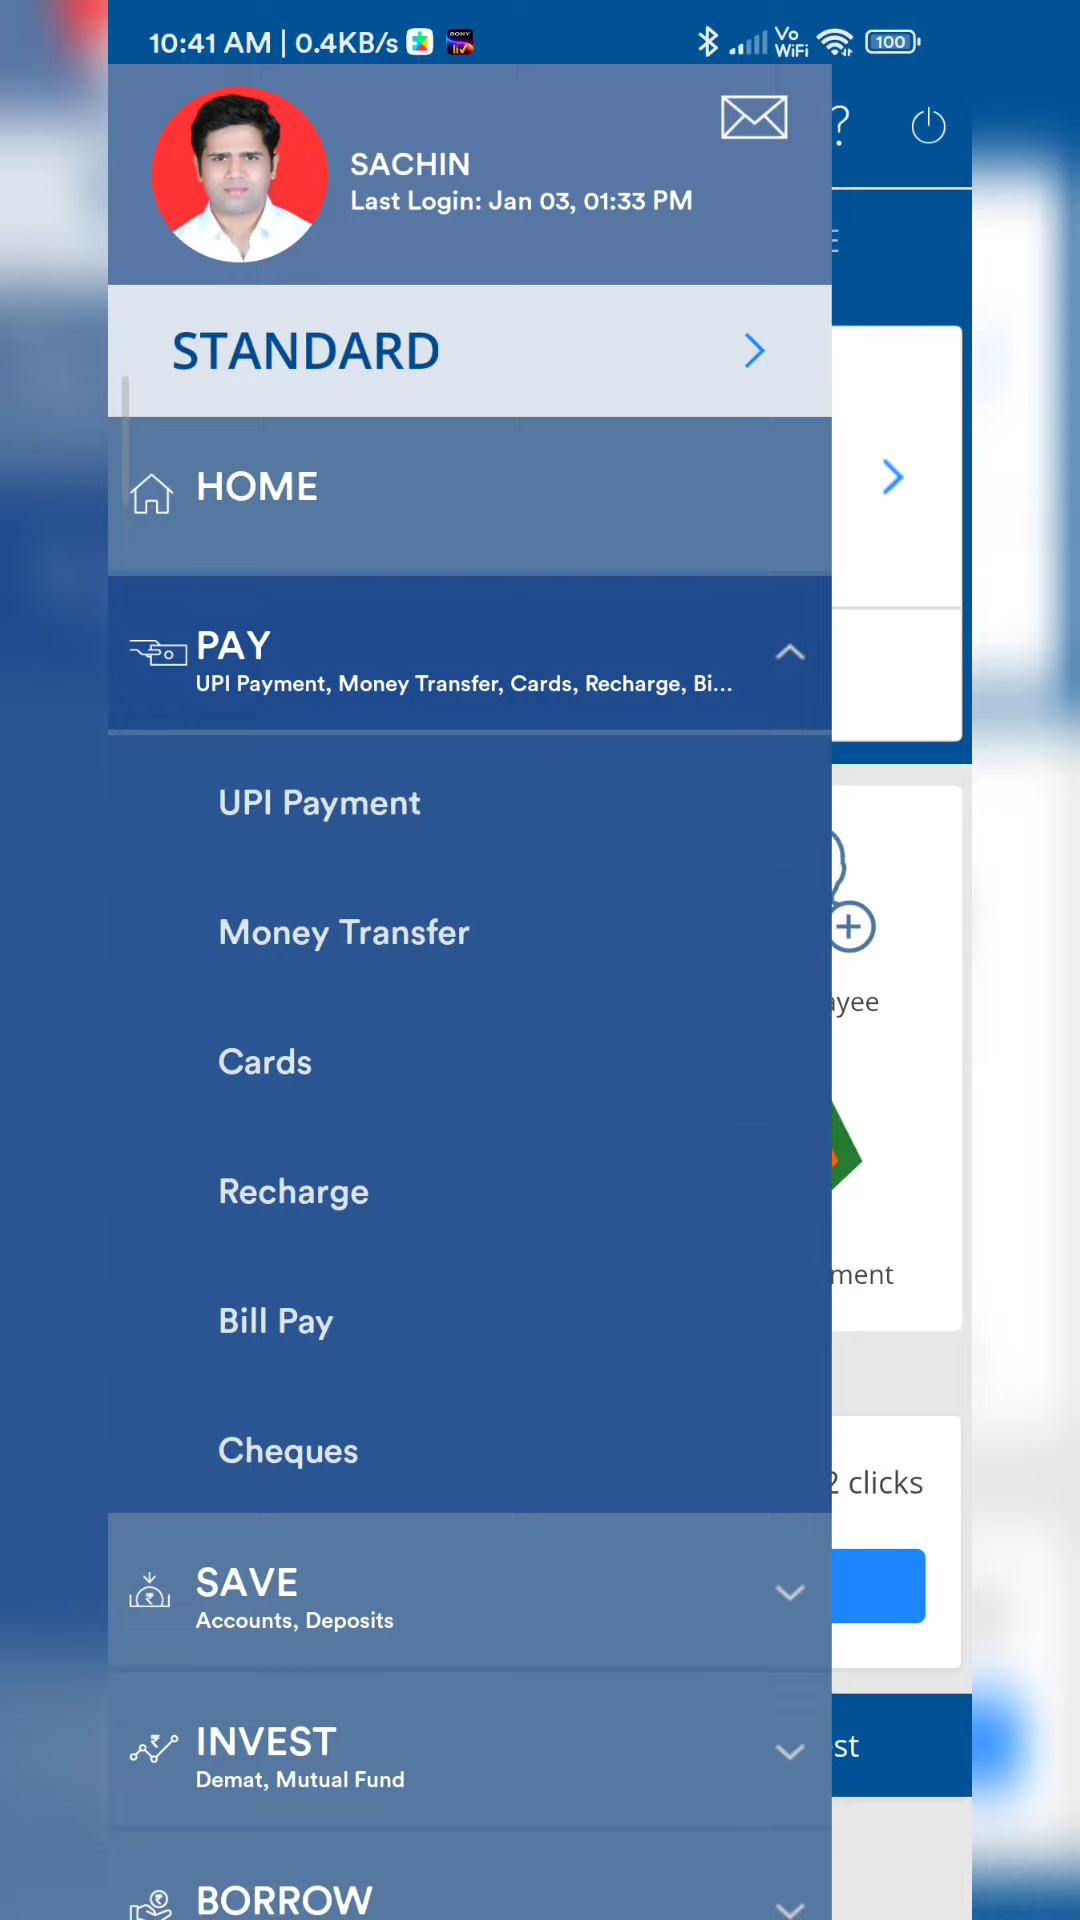 10:41 AM | 0.4KB/s
SONY
liv
Vo
WiFi
100
?
SACHIN
Last Login: Jan 03, 01:33 PM
STANDARD
HOME
PAY
UPI Payment, Money Transfer, Cards, Recharge, Bi...
UPI Payment
Money Transfer
ayee
Cards
Recharge
ment
Bill Pay
Cheques
2 clicks
SAVE
Accounts, Deposits
INVEST
st
Demat, Mutual Fund
BORROW